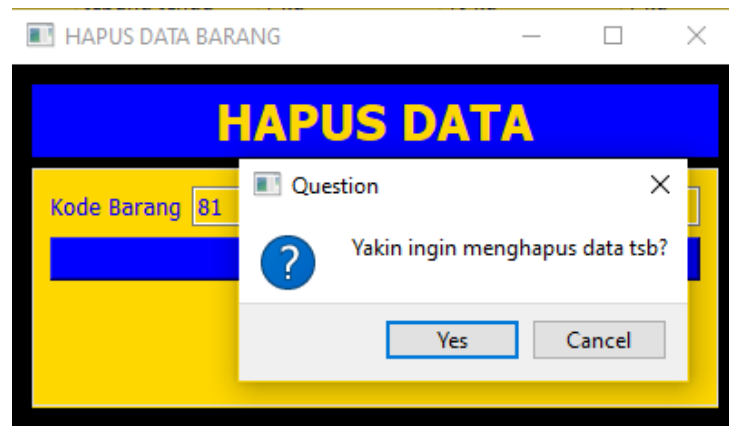 HAPUS DATA BARANG
HAPUS DATA
Kode Barang 81
Question
Yakin ingin menghapus data tsb?
Yes Cancel